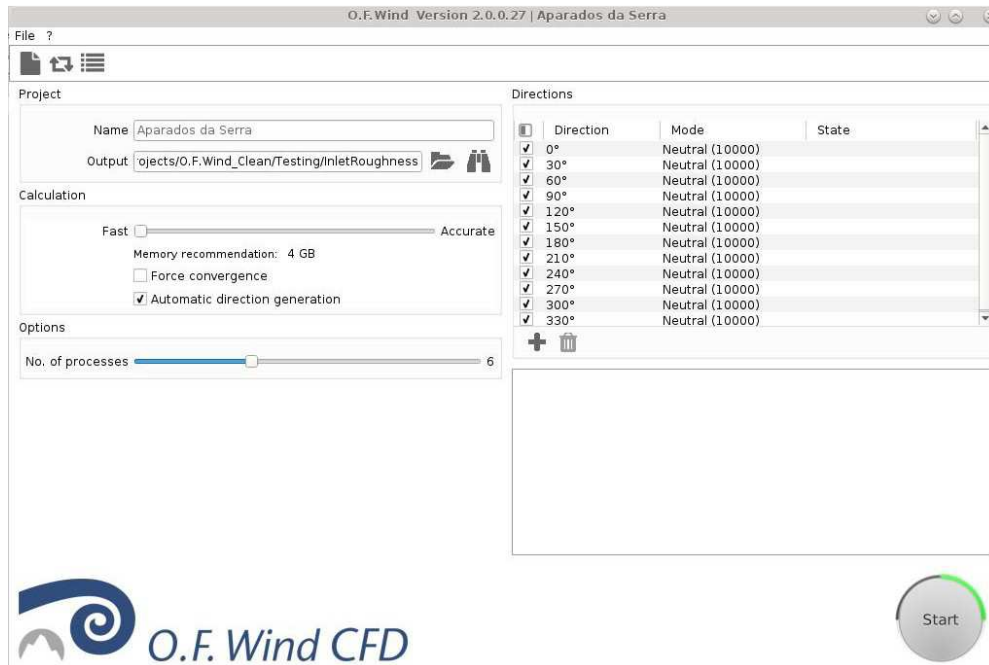 O.F.Wind Version 2.0.0.27 | Aparados da Serra
File ?
Project
Name Aparados da Serra
Output rojects/O.F.Wind_Clean/Testing/InletRoughness
Calculation
Fast Accurate
Memory recommendation: 4 GB
Force convergence
Automatic direction generation
Options
No. of processes 6
Directions
Direction Mode State
0° Neutral (10000)
30° Neutral (10000)
60° Neutral (10000)
90° Neutral (10000)
120° Neutral (10000)
150° Neutral (10000)
180° Neutral (10000)
210° Neutral (10000)
240° Neutral (10000)
270° Neutral (10000)
300° Neutral (10000)
330° Neutral (10000)
O.F. Wind CFD
Start